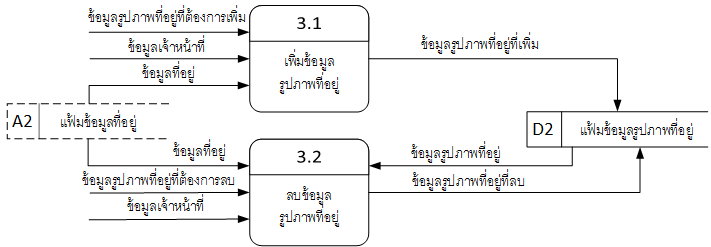 ข้อมูลรูปภาพที่อยู่ที่ต้องการเพิ่ม
3.1
ข้อมูลเจ้าหน้าที่
ข้อมูลรูปภาพที่อยู่ที่เพิ่ม
เพิ่มข้อมูล
รูปภาพที่อยู่
ข้อมูลที่อยู่
A2 แฟ้มข้อมูลที่อยู่
D2 แฟ้มข้อมูลรูปภาพที่อยู่
ข้อมูลที่อยู่
3.2
ข้อมูลรูปภาพที่อยู่
ข้อมูลรูปภาพที่อยู่ที่ต้องการลบ
ข้อมูลรูปภาพที่อยู่ที่ลบ
ลบข้อมูล
รูปภาพที่อยู่
ข้อมูลเจ้าหน้าที่